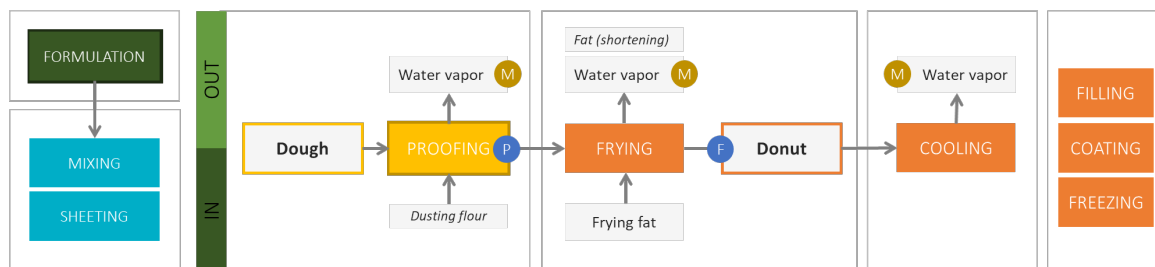 FORMULATION
MIXING
SHEETING
OUT
IN
Water vapor M
Dough
PROOFING P
Dusting flour
Fat (shortening)
Water vapor M
FRYING
Frying fat
F Donut
M Water vapor
COOLING
FILLING
COATING
FREEZING